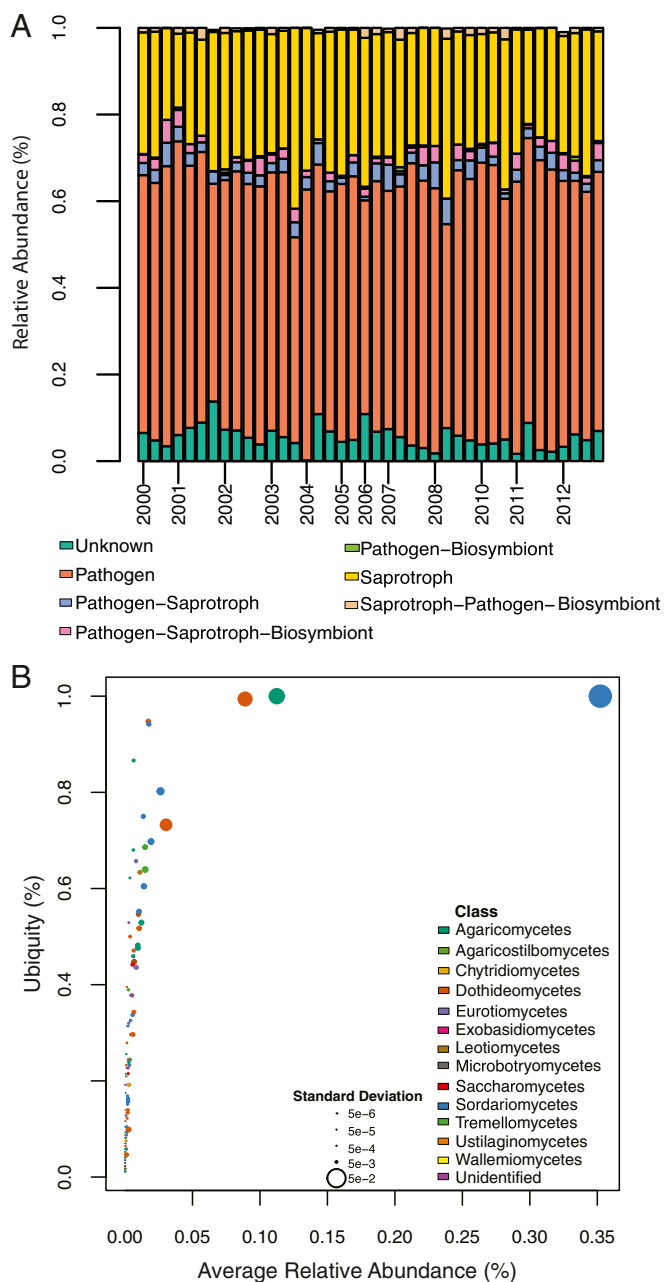 A
Relative Abundance (%)
1.0
0.8
0.6
0.4
0.2
0.0
2000
2001
2002
2003
2004
2005
2006
2007
2008
2010
2011
2012
Unknown
Pathogen
Pathogen−Saprotroph
Pathogen−Saprotroph−Biosymbiont
Pathogen−Biosymbiont
Saprotroph
Saprotroph−Pathogen−Biosymbiont
B
Ubiquity (%)
1.0
0.8
0.6
0.4
0.2
0.0
Class
Agaricomycetes
Agaricostilbomycetes
Chytridiomycetes
Dothideomycetes
Eurotiomycetes
Exobasidiomycetes
Leotiomycetes
Microbotryomycetes
Saccharomycetes
Sordariomycetes
Tremellomycetes
Ustilaginomycetes
Wallemiomycetes
Unidentified
Standard Deviation
5e−6
5e−5
5e−4
5e−3
5e−2
0.00 0.05 0.10 0.15 0.20 0.25 0.30 0.35
Average Relative Abundance (%)